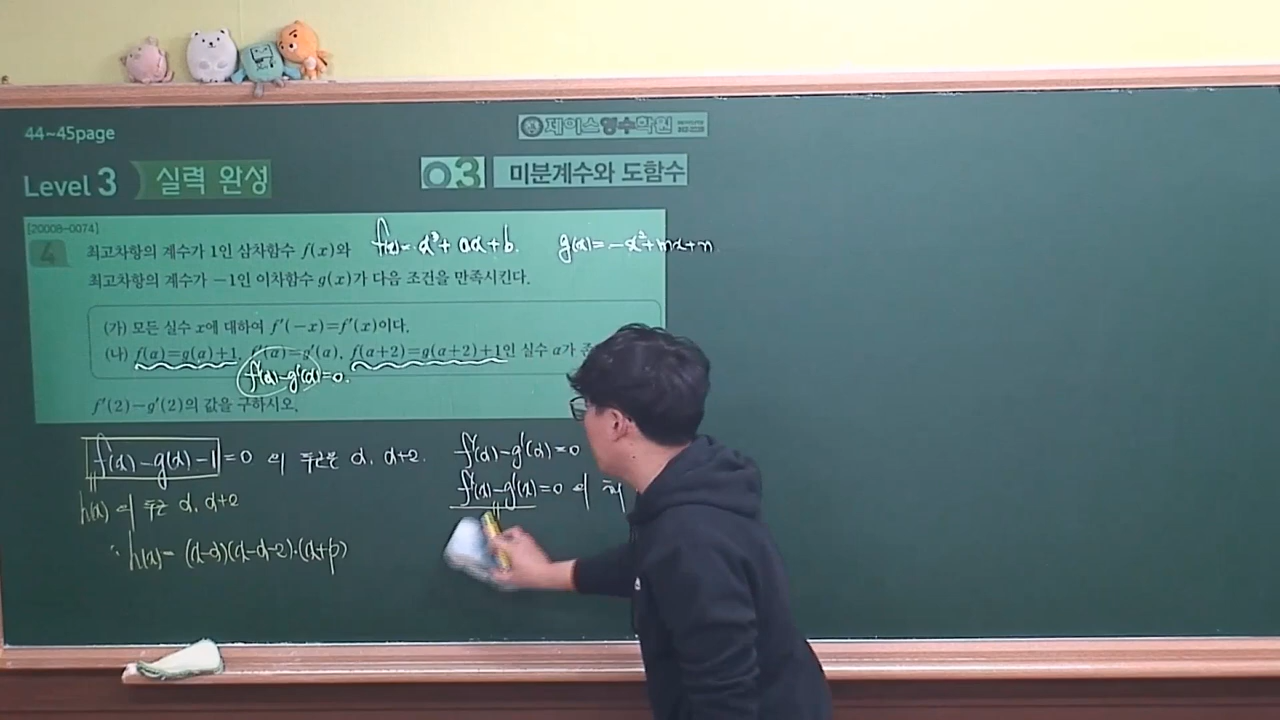 44~45page
제이스영수학원
Level 3 실력 완성
03 미분계수와 도함수
[20008-0074]
4 최고차항의 계수가 1인 삼차함수 f(x)와 f(x)=x³+ax+b. g(x)=-x²+mx+n
최고차항의 계수가 -1인 이차함수 g(x)가 다음 조건을 만족시킨다.
(가) 모든 실수 x에 대하여 f'(-x)=f'(x)이다.
(나) f(α)=g(α)+1, f'(α)=g'(α), f(α+2)=g(α+2)+1인 실수 α가 존
f'(α)-g'(α)=0.
f'(2)-g'(2)의 값을 구하시오.
f(x)-g(x)-1=0 의 두근은 α, α+2.
h(x) 의 두근 α, α+2
∴ h(x)=(x-α)(x-α-2)·(x+p)
f'(α)-g'(α)=0
f'(x)-g'(x)=0 의